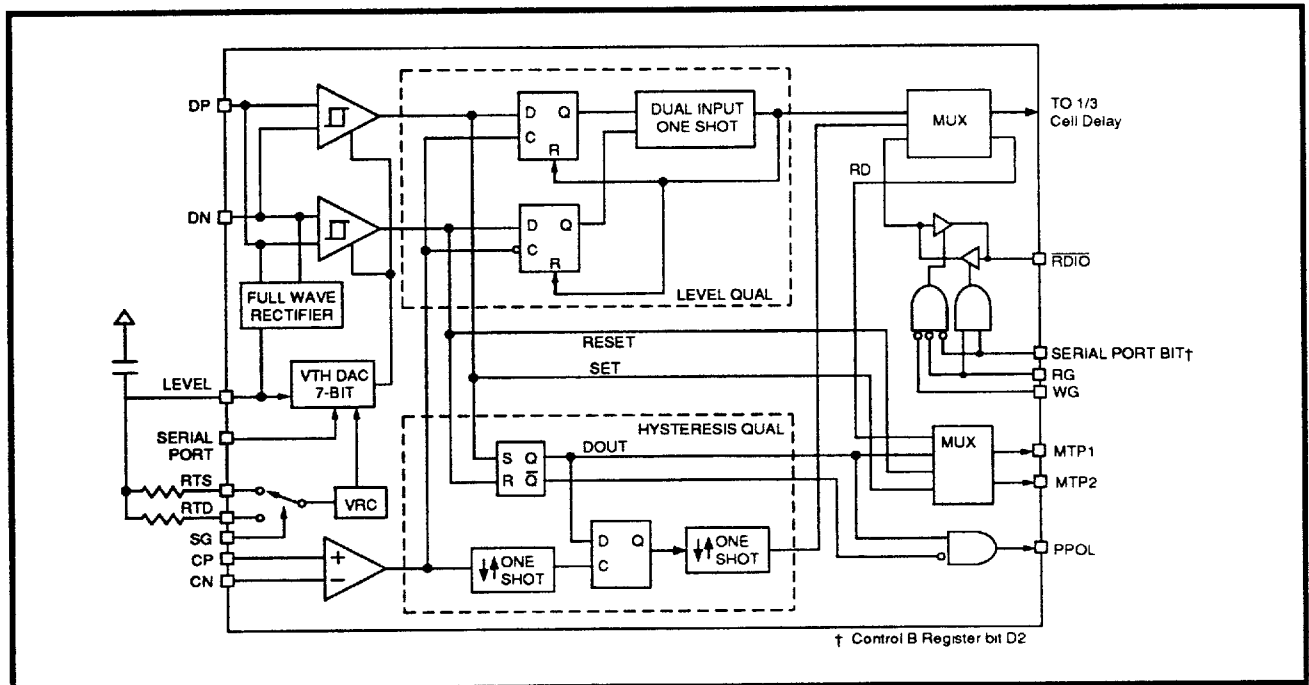 DP
DN
FULL WAVE
RECTIFIER
LEVEL
VTH DAC
7-BIT
SERIAL
PORT
RTS
RTD
SG
VRC
CP
CN
+
−
D Q
C
R
D Q
C
R
DUAL INPUT
ONE SHOT
LEVEL QUAL
RESET
SET
HYSTERESIS QUAL
S Q
R Q̅
DOUT
↓↑ ONE
SHOT
D Q
C
↓↑ ONE
SHOT
MUX
TO 1/3
Cell Delay
RD
R̅D̅I̅O̅
SERIAL PORT BIT†
RG
WG
MUX
MTP1
MTP2
PPOL
† Control B Register bit D2